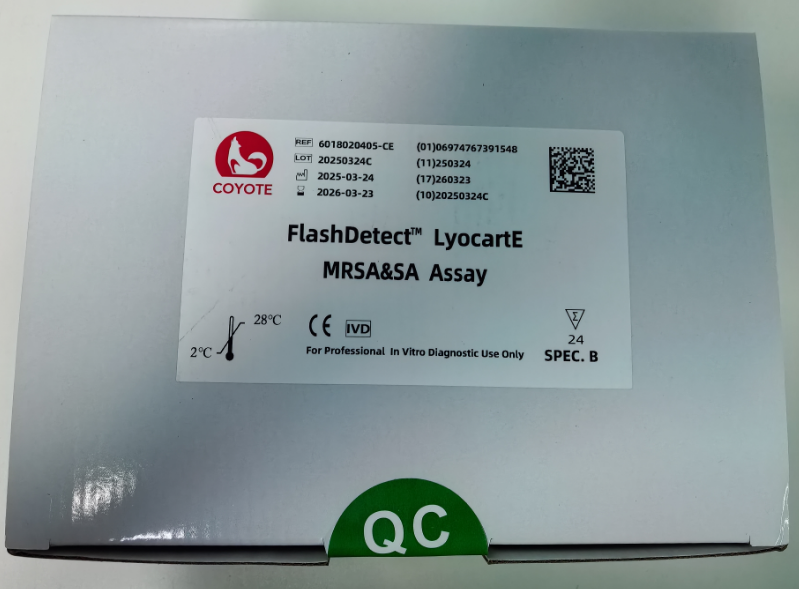 COYOTE
REF 6018020405-CE (01)06974767391548
LOT 20250324C (11)250324
2025-03-24 (17)260323
2026-03-23 (10)20250324C
FlashDetect™ LyocartE
MRSA&SA Assay
28℃
2℃
CE IVD
For Professional In Vitro Diagnostic Use Only
Σ
24
SPEC. B
QC